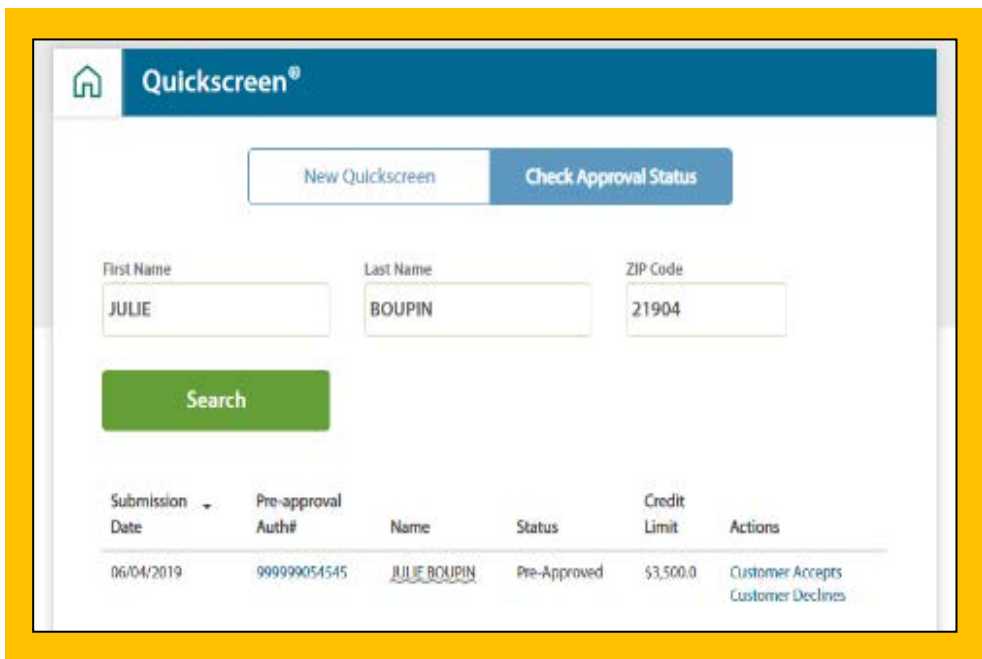 Quickscreen®
New Quickscreen Check Approval Status
First Name Last Name ZIP Code
JULIE BOUPIN 21904
Search
Submission Pre-approval Credit
Date Auth# Name Status Limit Actions
06/04/2019 999999054545 JULIE BOUPIN Pre-Approved $3,500.0 Customer Accepts
Customer Declines